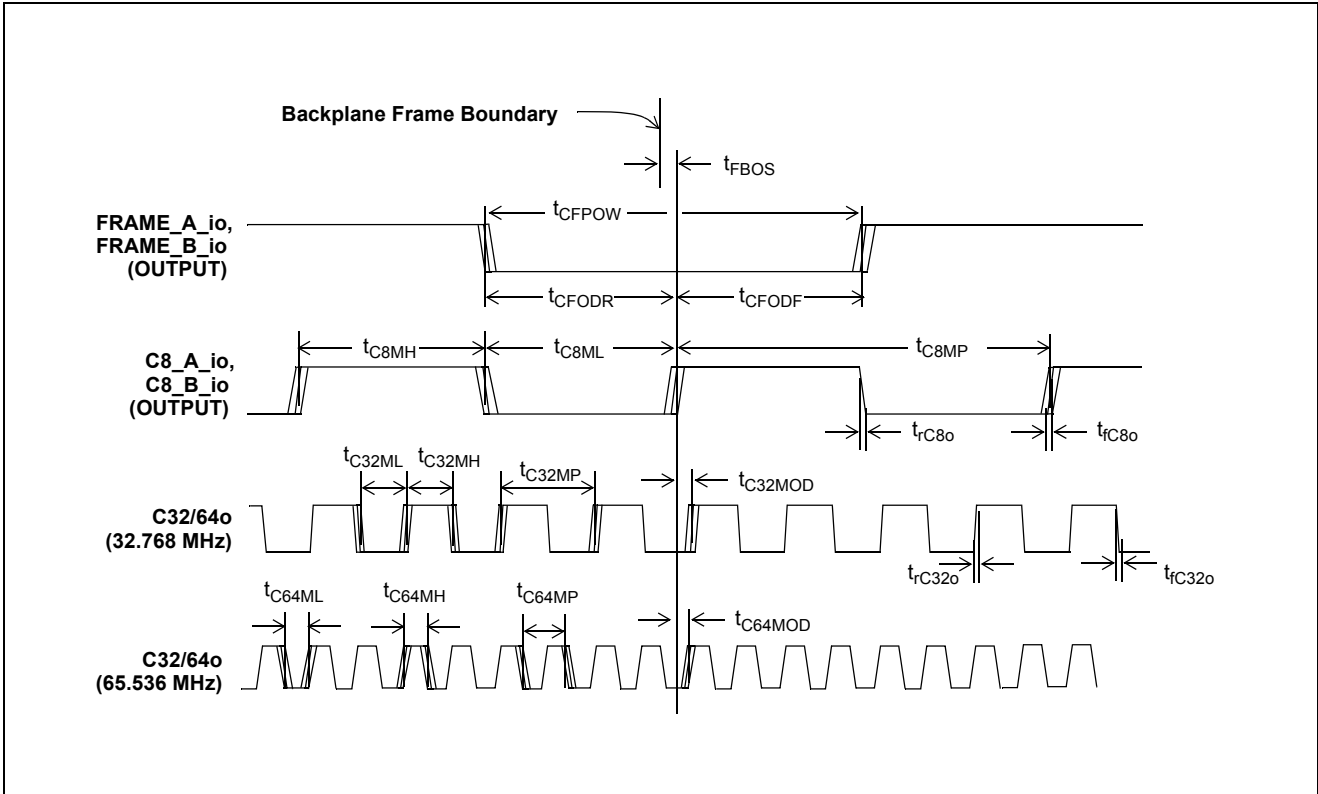 Backplane Frame Boundary
tFBOS
tCFPOW
FRAME_A_io,
FRAME_B_io
(OUTPUT)
tCFODR
tCFODF
tC8MH
tC8ML
tC8MP
C8_A_io,
C8_B_io
(OUTPUT)
trC8o
tfC8o
tC32ML
tC32MH
tC32MP
tC32MOD
C32/64o
(32.768 MHz)
trC32o
tfC32o
tC64ML
tC64MH
tC64MP
tC64MOD
C32/64o
(65.536 MHz)